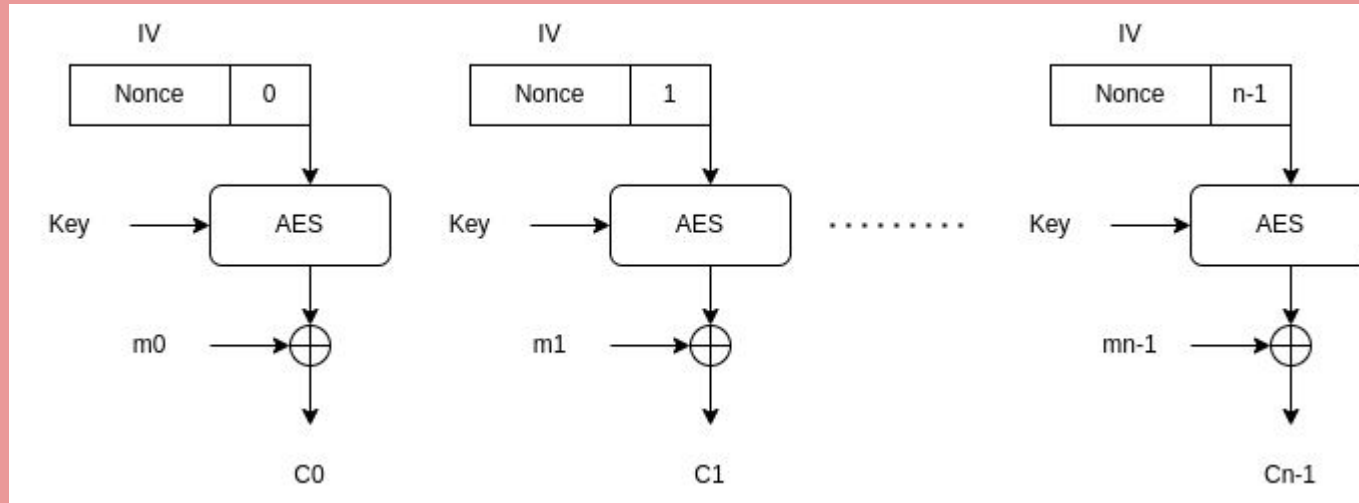 IV IV IV
Nonce 0 Nonce 1 Nonce n-1
Key AES Key AES ......... Key AES
m0 m1 mn-1
C0 C1 Cn-1